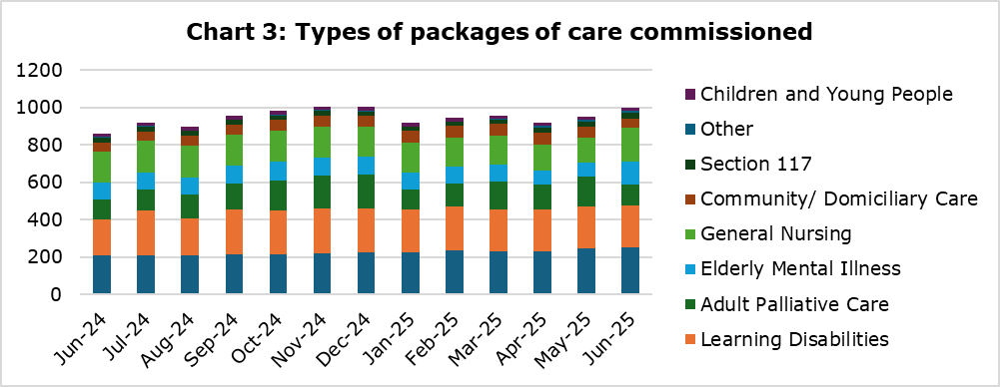 Chart 3: Types of packages of care commissioned
1200
1000
800
600
400
200
0
Jun-24
Jul-24
Aug-24
Sep-24
Oct-24
Nov-24
Dec-24
Jan-25
Feb-25
Mar-25
Apr-25
May-25
Jun-25
Children and Young People
Other
Section 117
Community/ Domiciliary Care
General Nursing
Elderly Mental Illness
Adult Palliative Care
Learning Disabilities